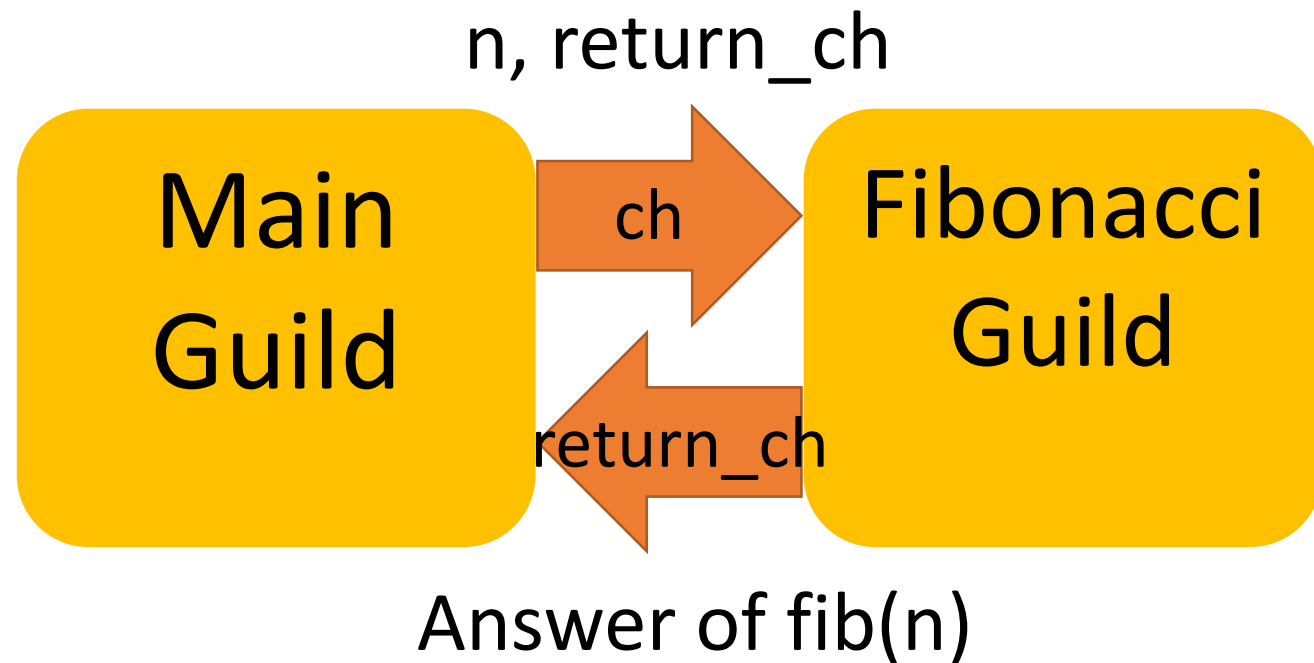 n, return_ch
Main
Guild
ch
Fibonacci
Guild
return_ch
Answer of fib(n)